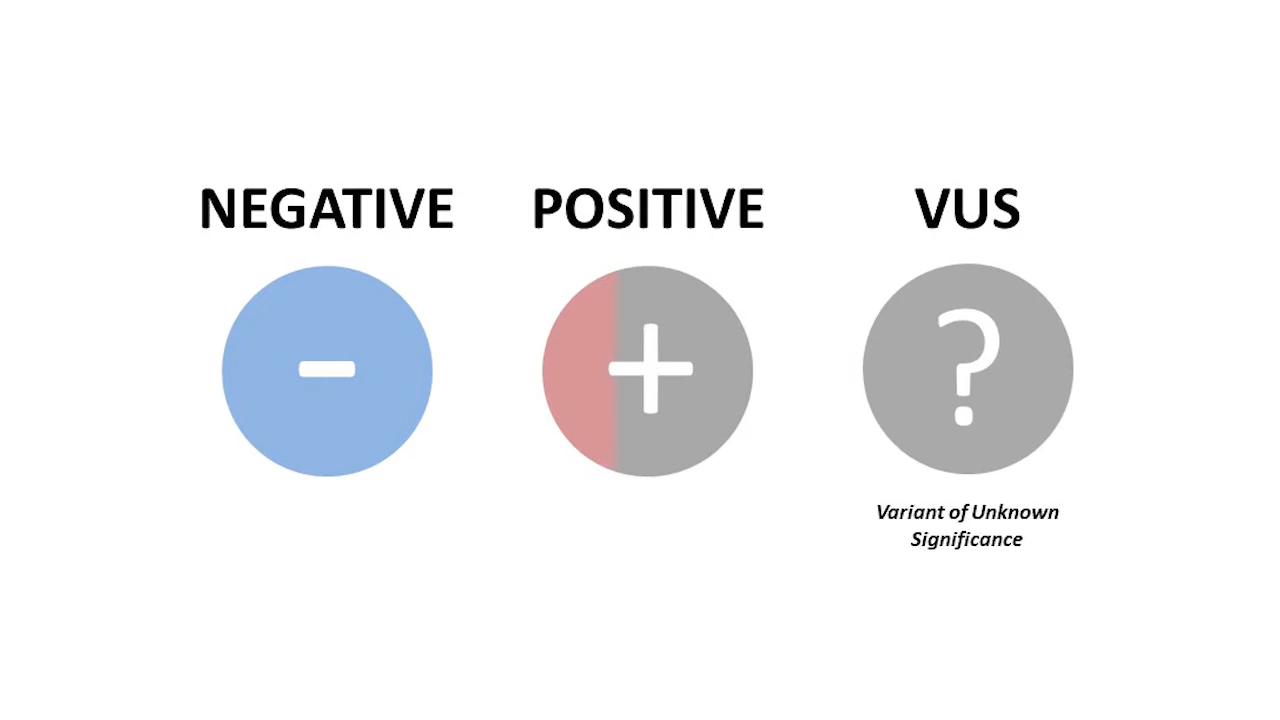 NEGATIVE POSITIVE VUS
- + ?
Variant of Unknown
Significance